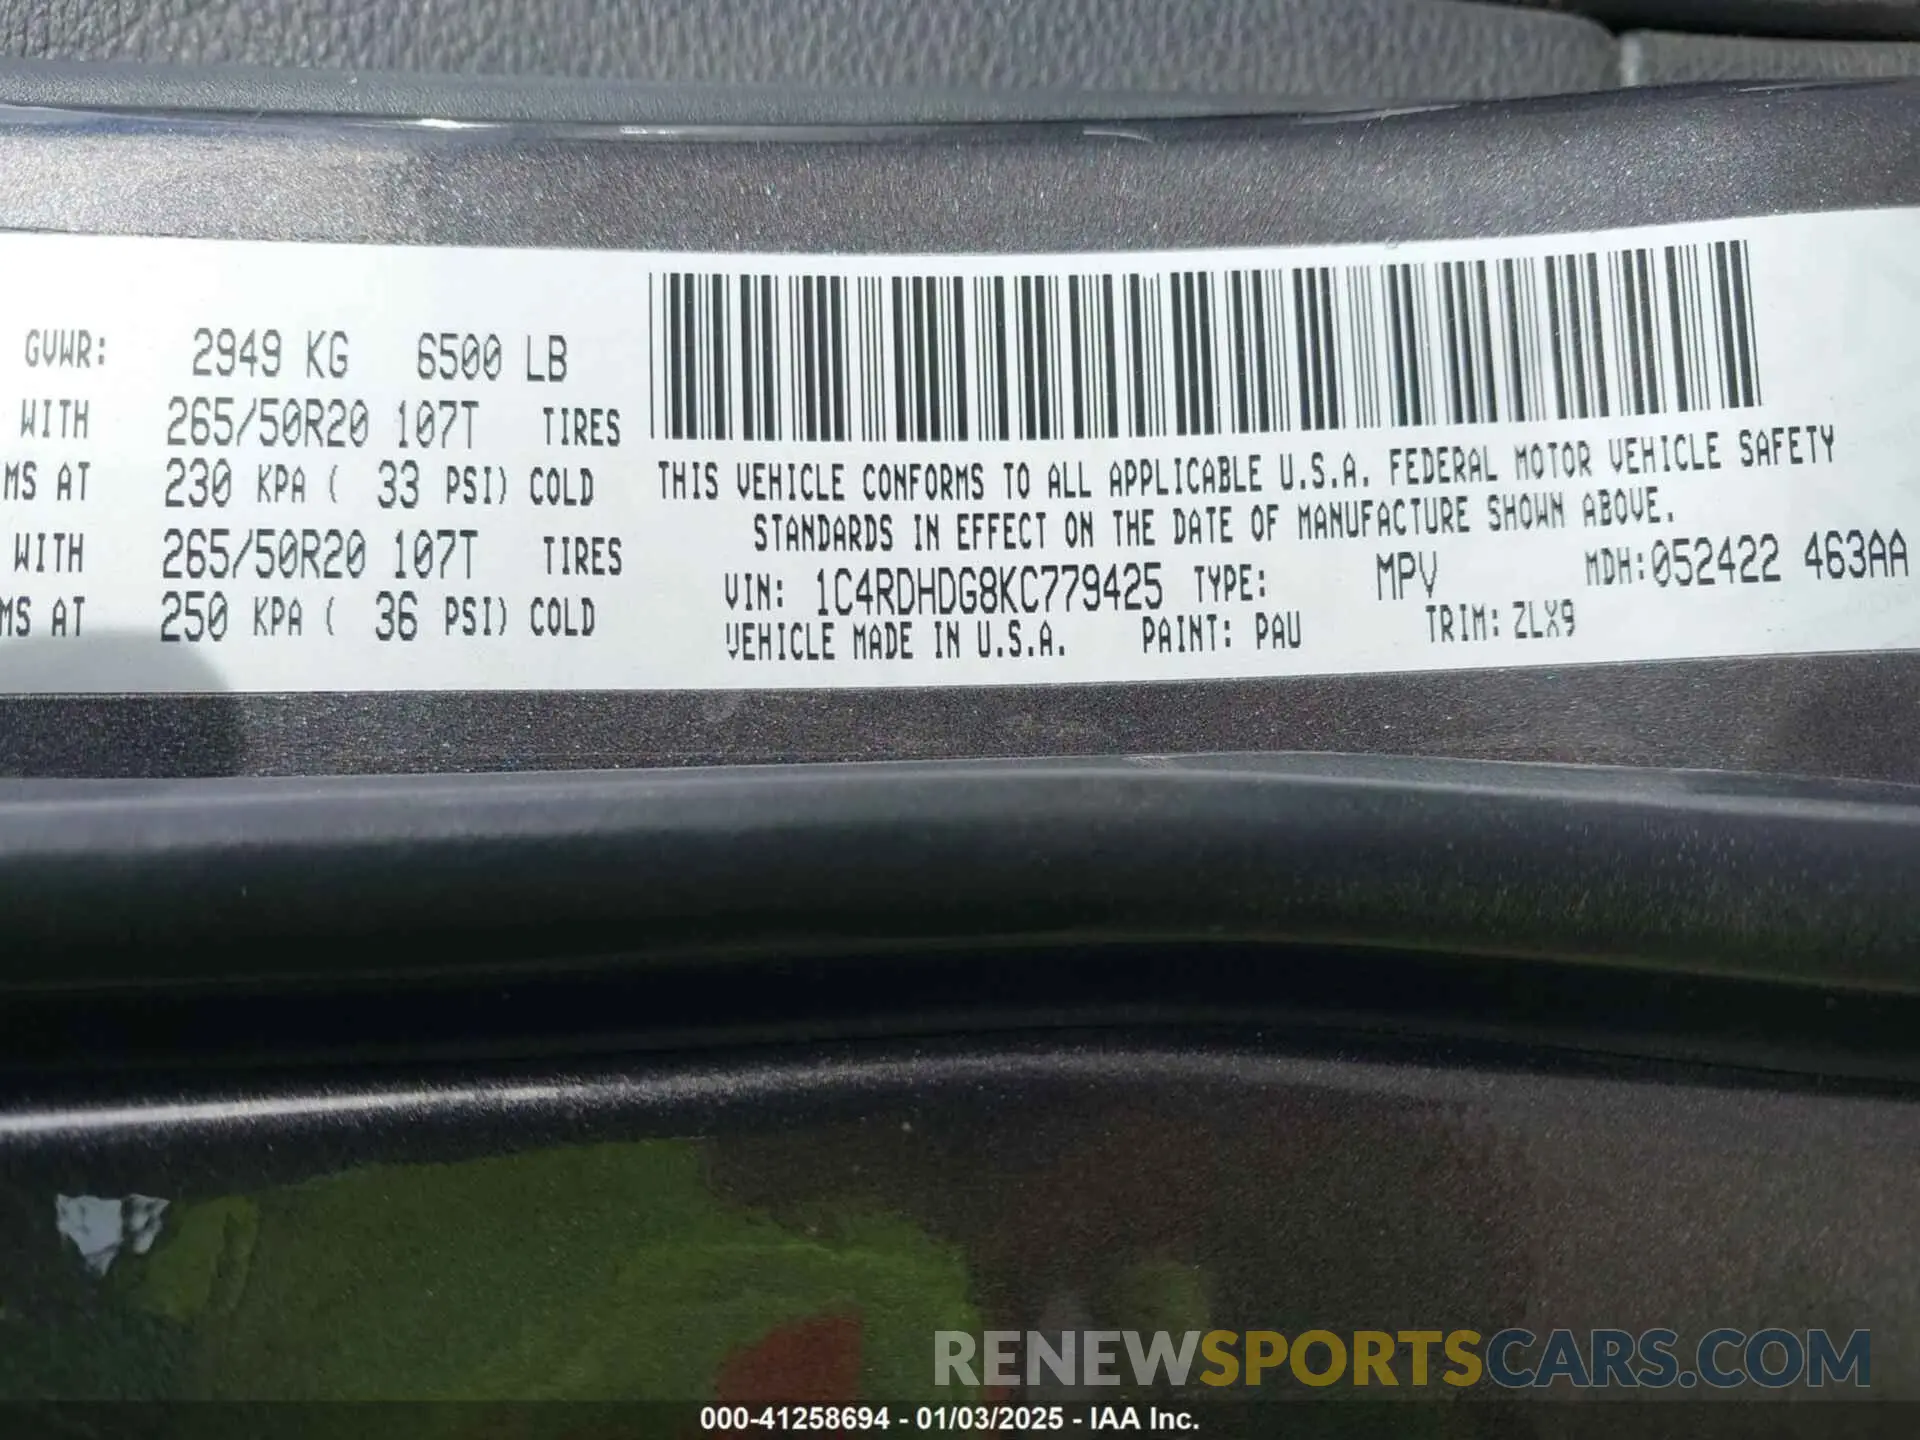 GVWR: 2949 KG 6500 LB
WITH 265/50R20 107T TIRES
MS AT 230 KPA ( 33 PSI) COLD
WITH 265/50R20 107T TIRES
MS AT 250 KPA ( 36 PSI) COLD
THIS VEHICLE CONFORMS TO ALL APPLICABLE U.S.A. FEDERAL MOTOR VEHICLE SAFETY
STANDARDS IN EFFECT ON THE DATE OF MANUFACTURE SHOWN ABOVE.
VIN: 1C4RDHDG8KC779425 TYPE: MPV MDH:052422 463AA
VEHICLE MADE IN U.S.A. PAINT: PAU TRIM: ZLX9
RENEWSPORTSCARS.COM
000-41258694 - 01/03/2025 - IAA Inc.